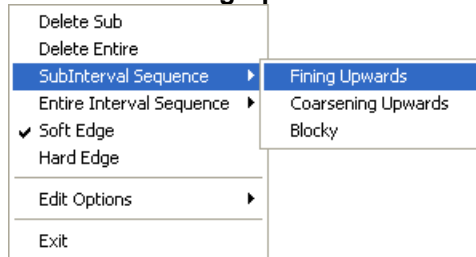 Delete Sub
Delete Entire
SubInterval Sequence
Fining Upwards
Entire Interval Sequence
Coarsening Upwards
Soft Edge
Blocky
Hard Edge
Edit Options
Exit